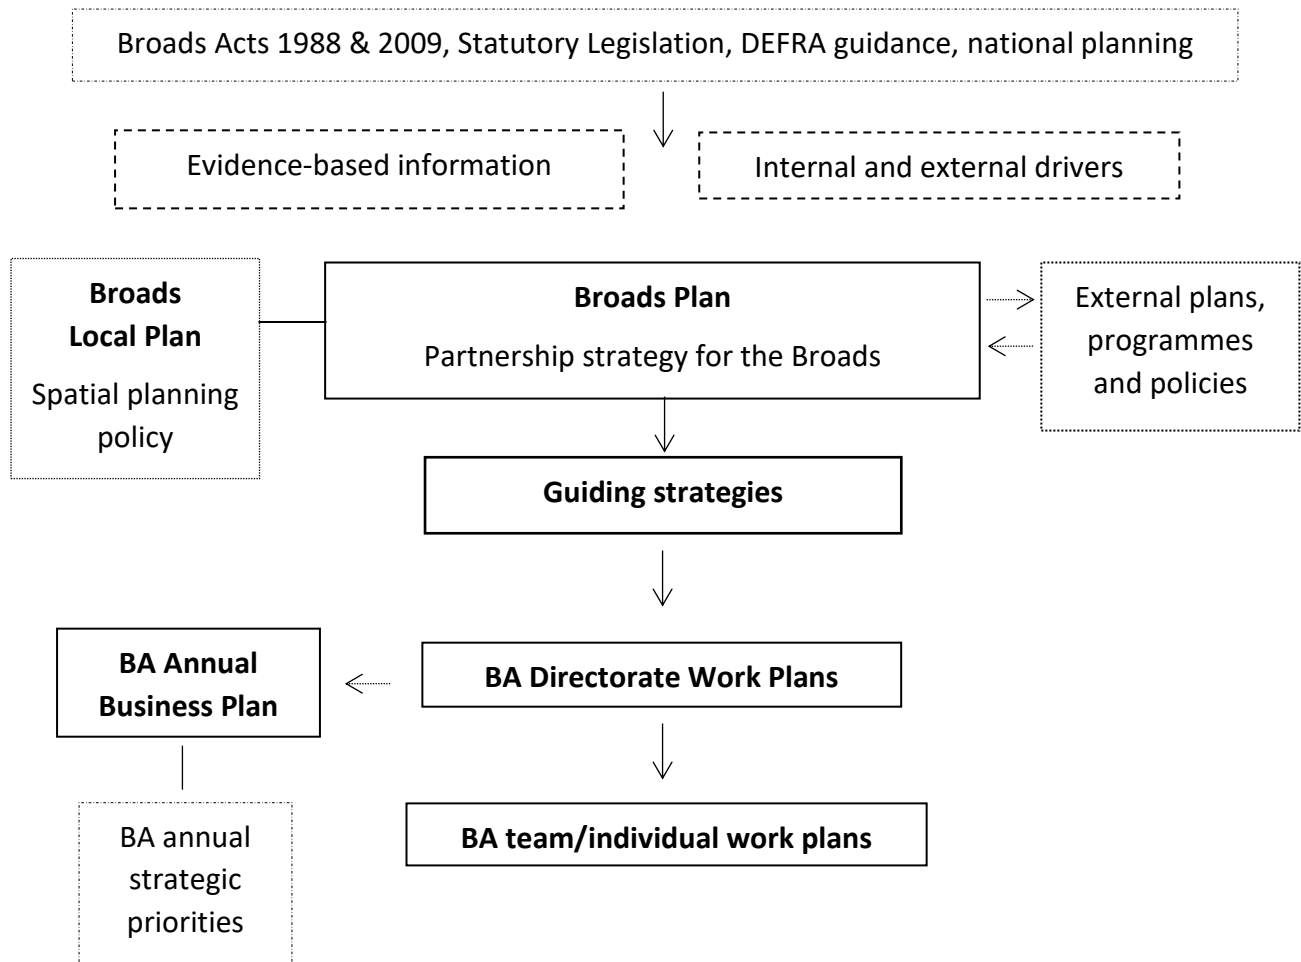 Broads Acts 1988 & 2009, Statutory Legislation, DEFRA guidance, national planning
Evidence-based information
Internal and external drivers
Broads
Local Plan
Spatial planning
policy
Broads Plan
Partnership strategy for the Broads
External plans,
programmes
and policies
Guiding strategies
BA Annual
Business Plan
BA Directorate Work Plans
BA annual
strategic
priorities
BA team/individual work plans